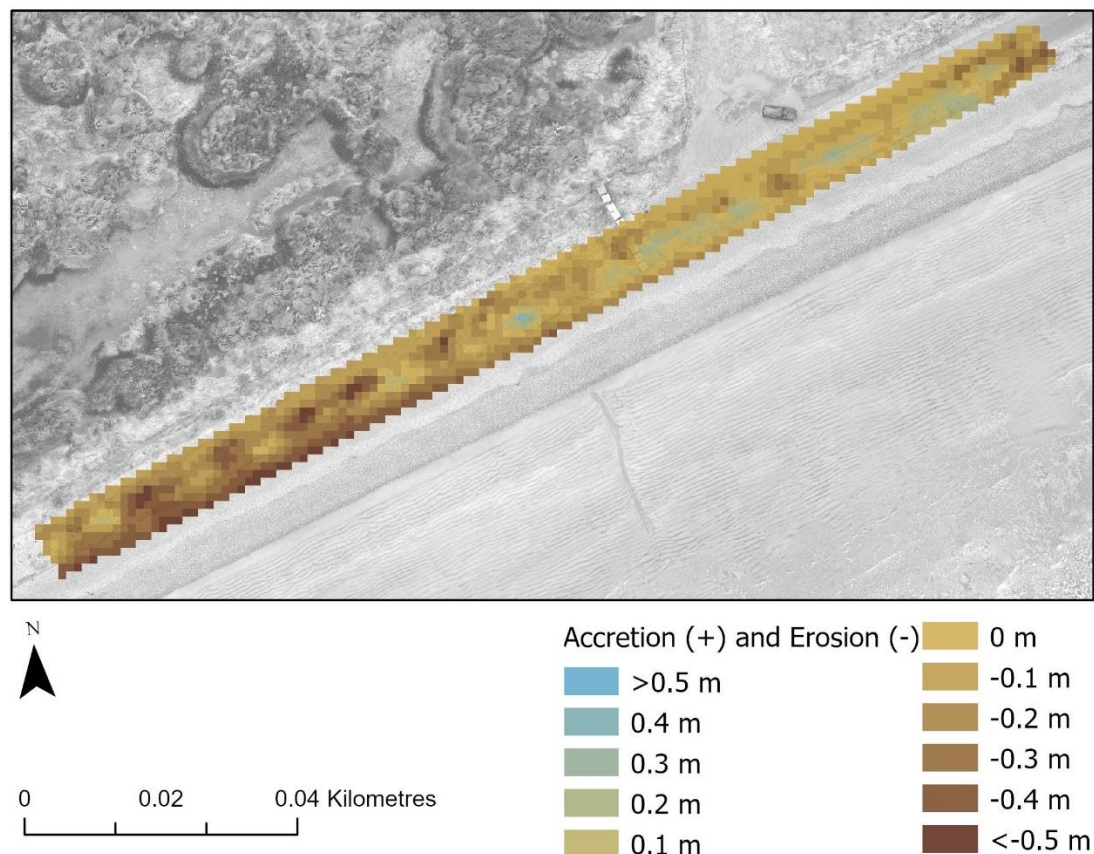 N
0 0.02 0.04 Kilometres
Accretion (+) and Erosion (-)
>0.5 m
0.4 m
0.3 m
0.2 m
0.1 m
0 m
-0.1 m
-0.2 m
-0.3 m
-0.4 m
<-0.5 m